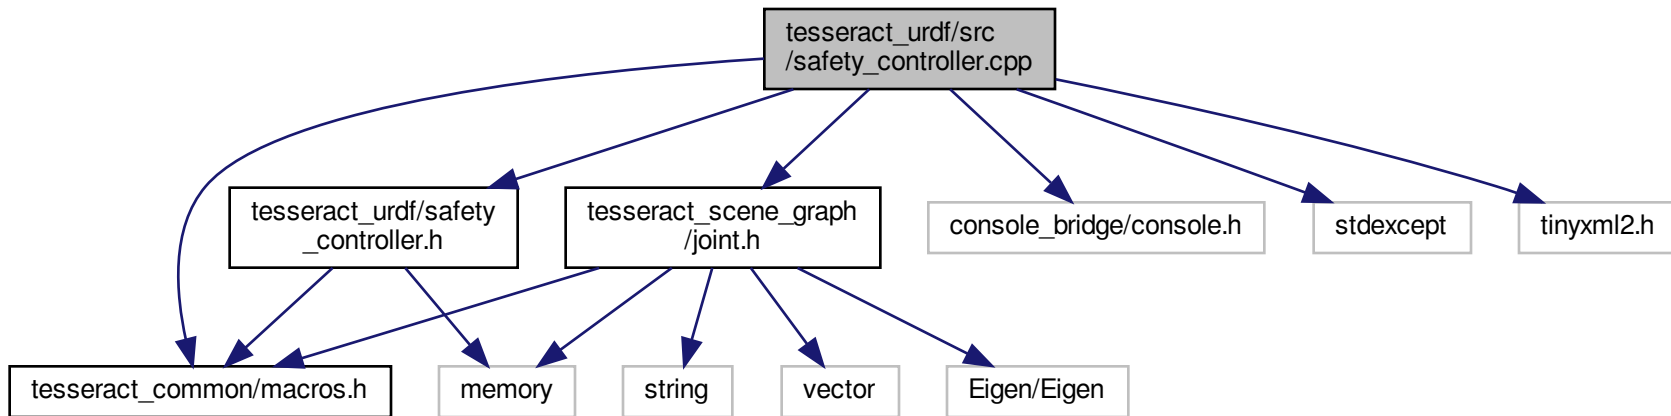 tesseract_urdf/src
/safety_controller.cpp
tesseract_urdf/safety
_controller.h
tesseract_scene_graph
/joint.h
console_bridge/console.h
stdexcept
tinyxml2.h
tesseract_common/macros.h
memory
string
vector
Eigen/Eigen